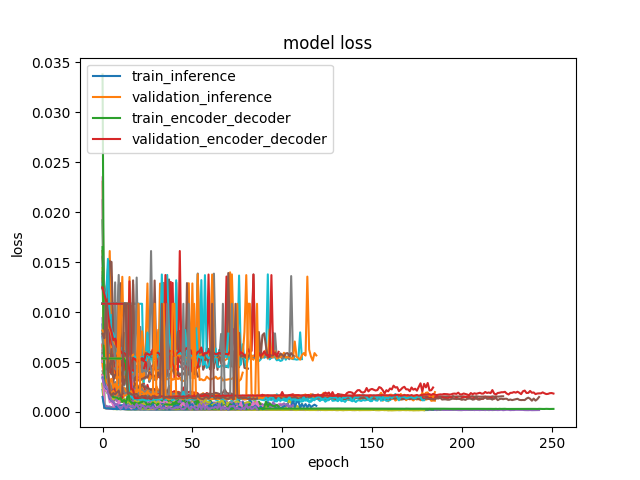 model loss
0.035
0.030
0.025
0.020
0.015
0.010
0.005
0.000
loss
train_inference
validation_inference
train_encoder_decoder
validation_encoder_decoder
0 50 100 150 200 250
epoch